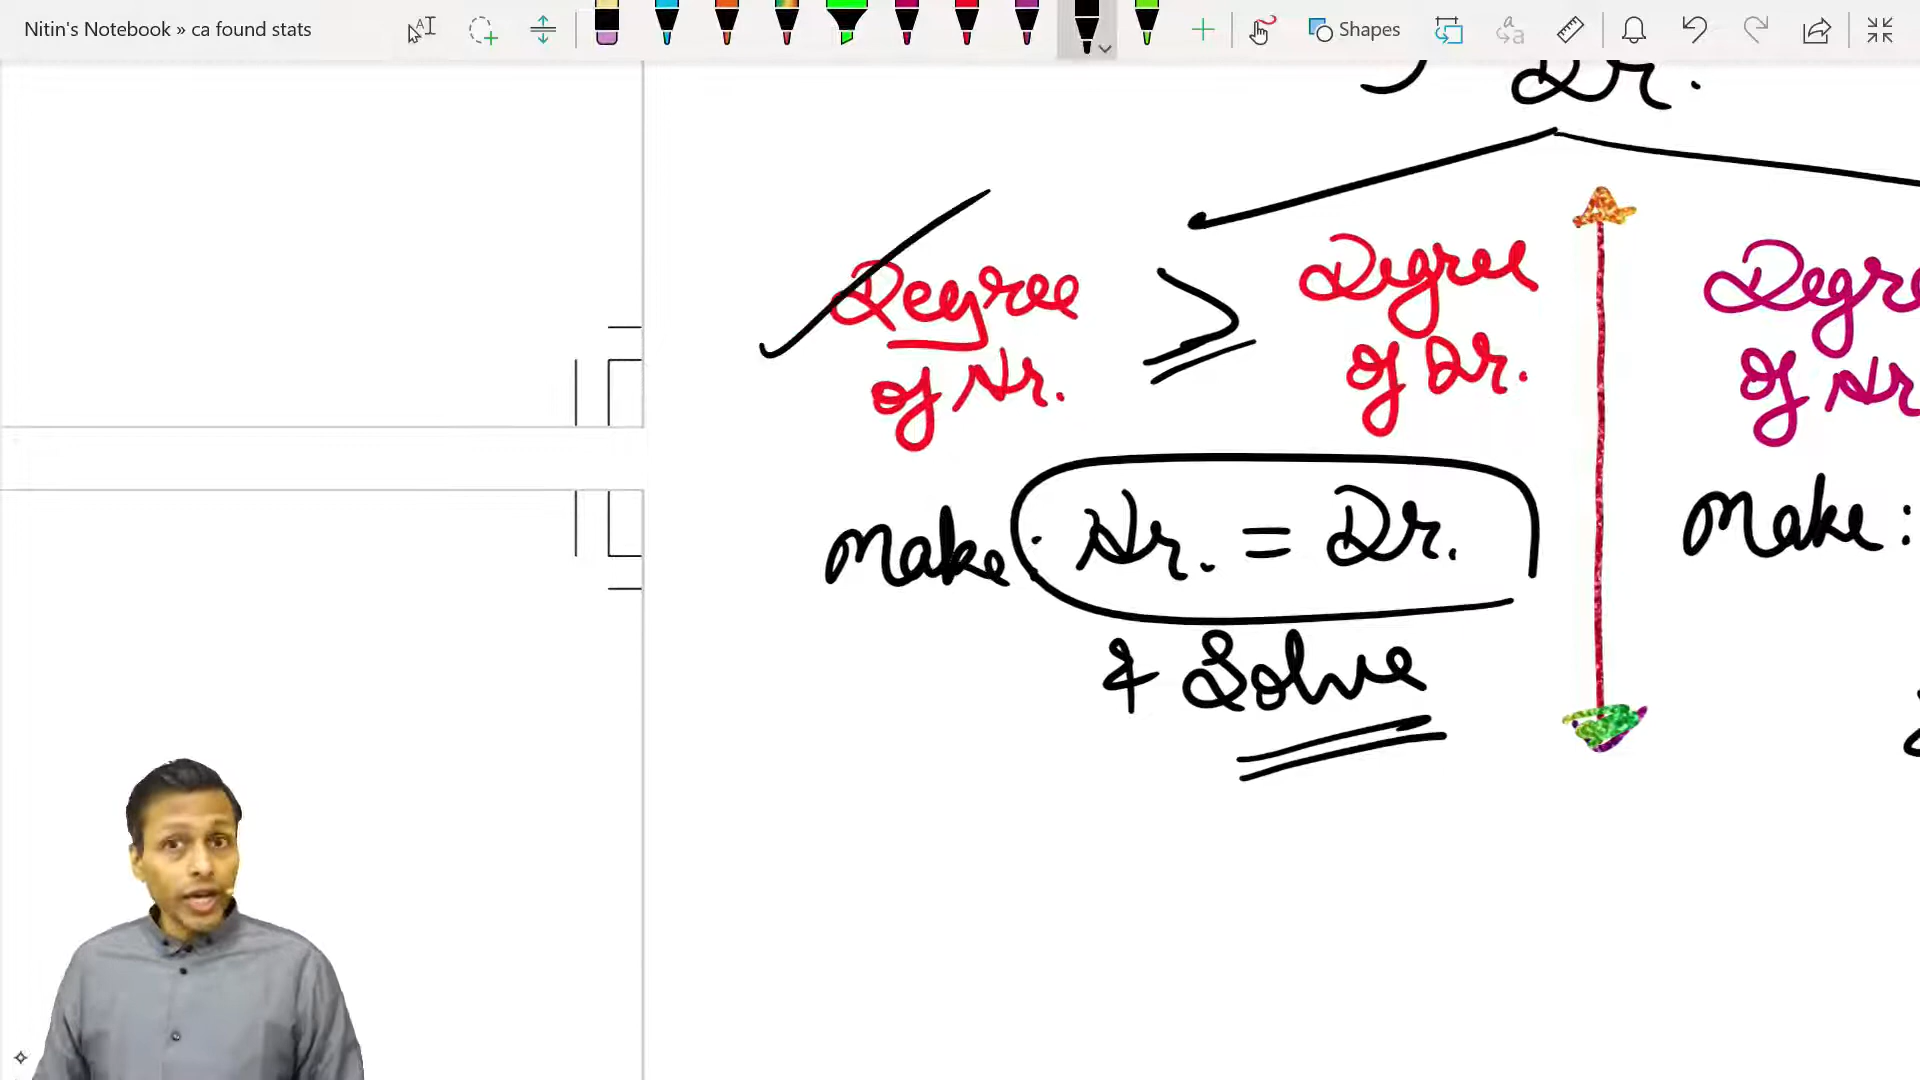 Nitin's Notebook » ca found stats
Shapes
Dr.
Degree of Nr. ≥ Degree of Dr.
Make : Nr. = Dr.
& Solve
Degre
of Nr
Make :